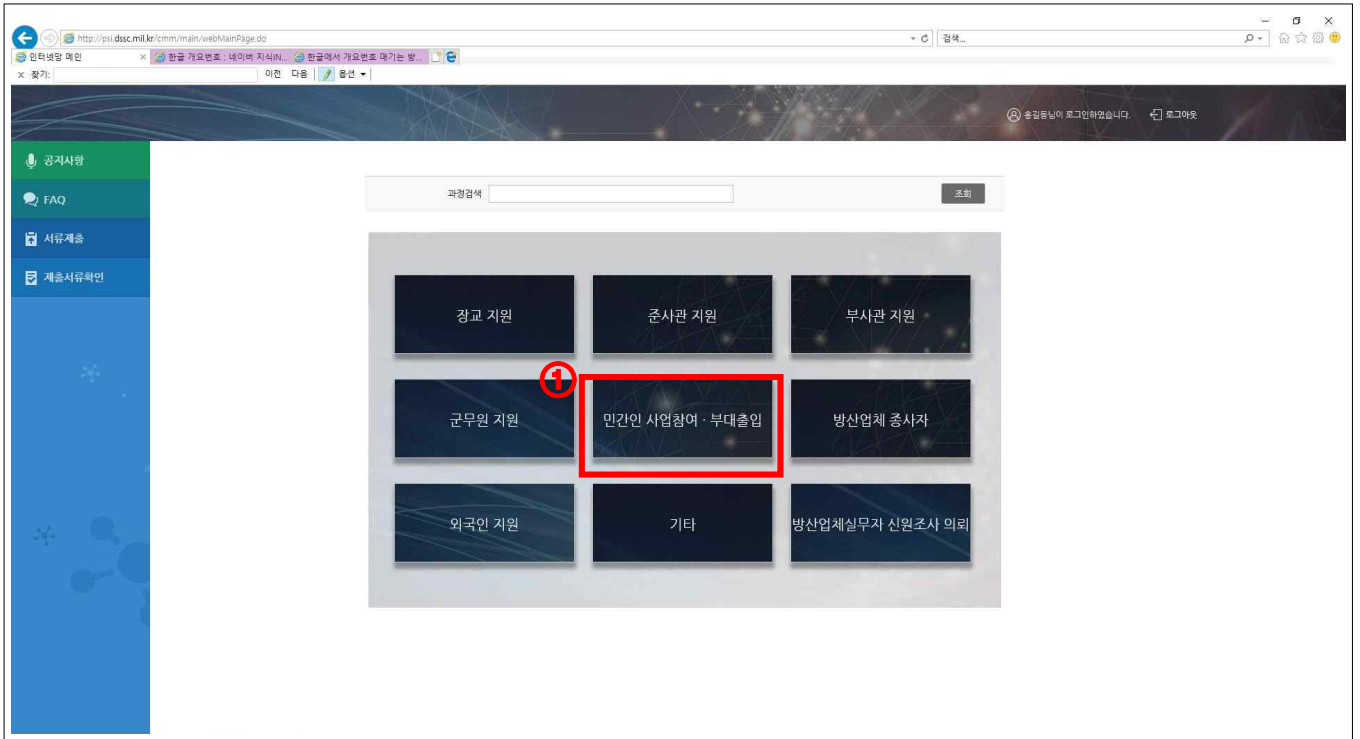 http://psi.dssc.mil.kr/cmm/main/webMainPage.do
검색...
인터넷망 메인
한글 개요번호 : 네이버 지식iN...
한글에서 개요번호 매기는 방...
찾기:
이전 다음 옵션
홍길동님이 로그인하였습니다. 로그아웃
공지사항
FAQ
서류제출
제출서류확인
과정검색
조회
장교 지원
준사관 지원
부사관 지원
①
군무원 지원
민간인 사업참여 · 부대출입
방산업체 종사자
외국인 지원
기타
방산업체실무자 신원조사 의뢰